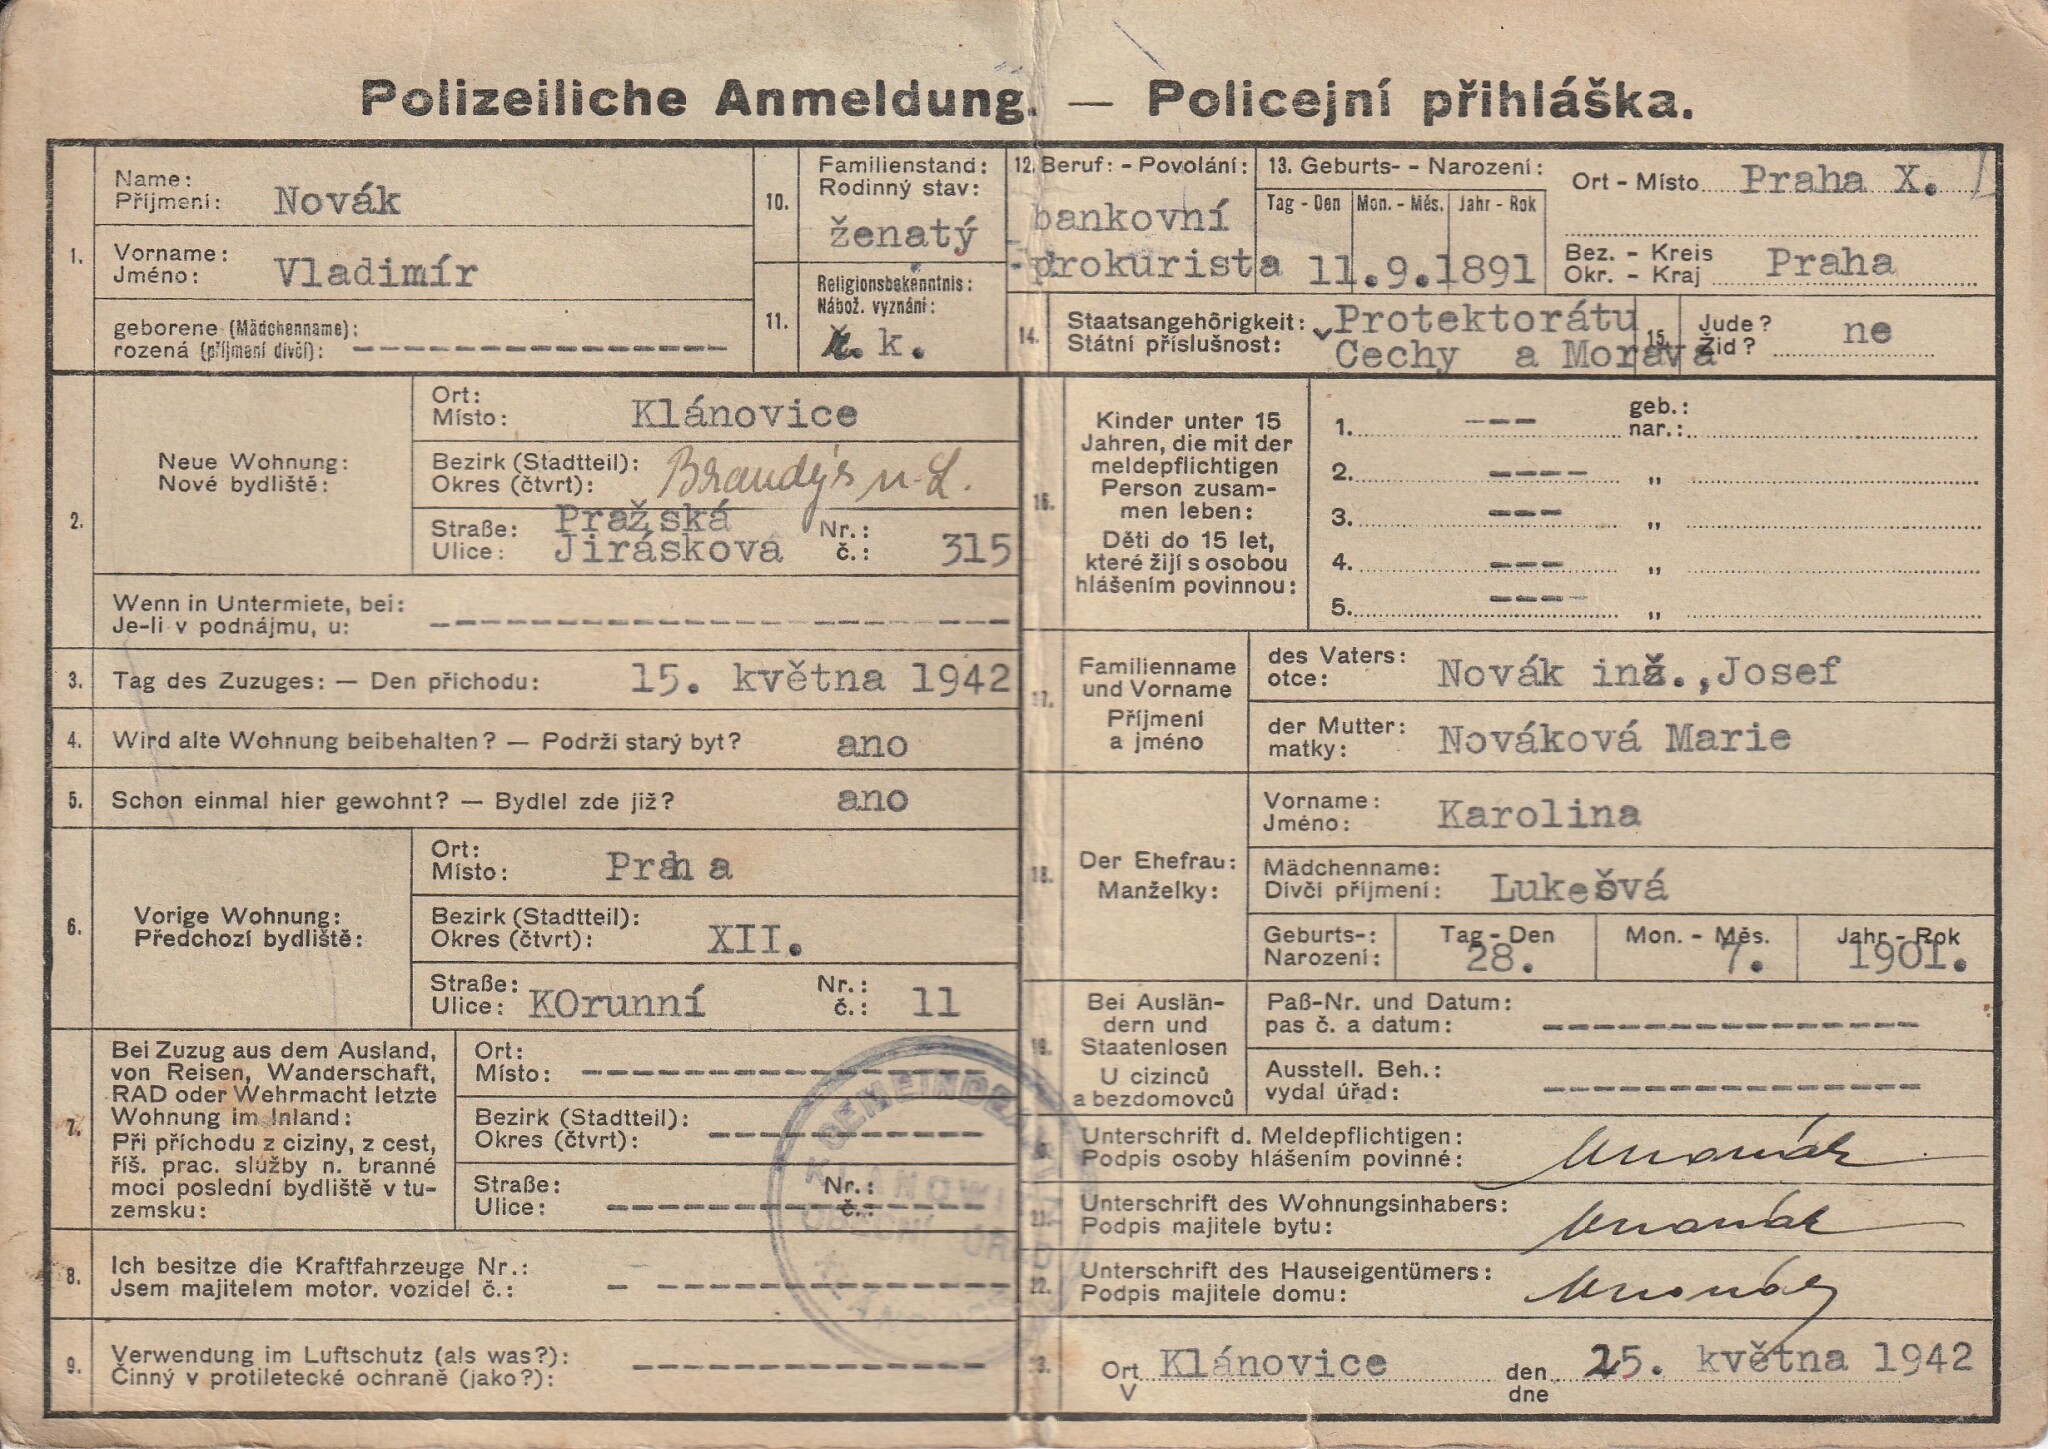 Polizeiliche Anmeldung. — Policejní přihláška.
1.
Name:
Příjmení: Novák
Vorname:
Jméno: Vladimír
geborene (Mädchenname):
rozená (příjmení dívčí): ----------------
10.
Familienstand:
Rodinný stav:
ženatý
11.
Religionsbekenntnis:
Nábož. vyznání:
ř. k.
12. Beruf: - Povolání:
bankovní
prokurista
13. Geburts- - Narození:
Tag - Den Mon. - Měs. Jahr - Rok
11.9.1891
Ort - Místo Praha X.
Bez. - Kreis
Okr. - Kraj Praha
14.
Staatsangehörigkeit: Protektorátu
Státní příslušnost: Čechy a Morava
15.
Jude?
Žid? ne
2.
Neue Wohnung:
Nové bydliště:
Ort:
Místo: Klánovice
Bezirk (Stadtteil):
Okres (čtvrt): Brandýs n. L.
Straße: Pražská Nr.:
Ulice: Jirásková č.: 315
Wenn in Untermiete, bei:
Je-li v podnájmu, u: ----------------
3. Tag des Zuzuges: — Den příchodu: 15. května 1942
4. Wird alte Wohnung beibehalten? — Podrží starý byt? ano
5. Schon einmal hier gewohnt? — Bydlel zde již? ano
6.
Vorige Wohnung:
Předchozí bydliště:
Ort:
Místo: Praha
Bezirk (Stadtteil):
Okres (čtvrt): XII.
Straße: Nr.:
Ulice: KOrunní č.: 11
7.
Bei Zuzug aus dem Ausland,
von Reisen, Wanderschaft,
RAD oder Wehrmacht letzte
Wohnung im Inland:
Při příchodu z ciziny, z cest,
říš. prac. služby n. branné
moci poslední bydliště v tu-
zemsku:
Ort:
Místo: ----------------
Bezirk (Stadtteil):
Okres (čtvrt): -----------
Straße: Nr.:
Ulice: --------------- č.:
8.
Ich besitze die Kraftfahrzeuge Nr.:
Jsem majitelem motor. vozidel č.: - -------------
9.
Verwendung im Luftschutz (als was?):
Činný v protiletecké ochraně (jako?): --------------
16.
Kinder unter 15
Jahren, die mit der
meldepflichtigen
Person zusam-
men leben:
Děti do 15 let,
které žijí s osobou
hlášením povinnou:
1. --- geb.: nar.:
2. ---- „
3. --- „
4. --- „
5. ---- „
17.
Familienname
und Vorname
Příjmení
a jméno
des Vaters:
otce: Novák inž.,Josef
der Mutter:
matky: Nováková Marie
18.
Der Ehefrau:
Manželky:
Vorname:
Jméno: Karolina
Mädchenname:
Dívčí příjmení: Lukešvá
Geburts-:
Narození:
Tag - Den Mon. - Měs. Jahr - Rok
28. 7. 1901.
19.
Bei Auslän-
dern und
Staatenlosen
U cizinců
a bezdomovců
Paß-Nr. und Datum:
pas č. a datum: ---------------
Ausstell. Beh.:
vydal úřad: ---------------
Unterschrift d. Meldepflichtigen:
Podpis osoby hlášením povinné:
21.
Unterschrift des Wohnungsinhabers:
Podpis majitele bytu:
22.
Unterschrift des Hauseigentümers:
Podpis majitele domu:
Ort
V Klánovice den
dne 25. května 1942
OBECNÍ ÚŘAD